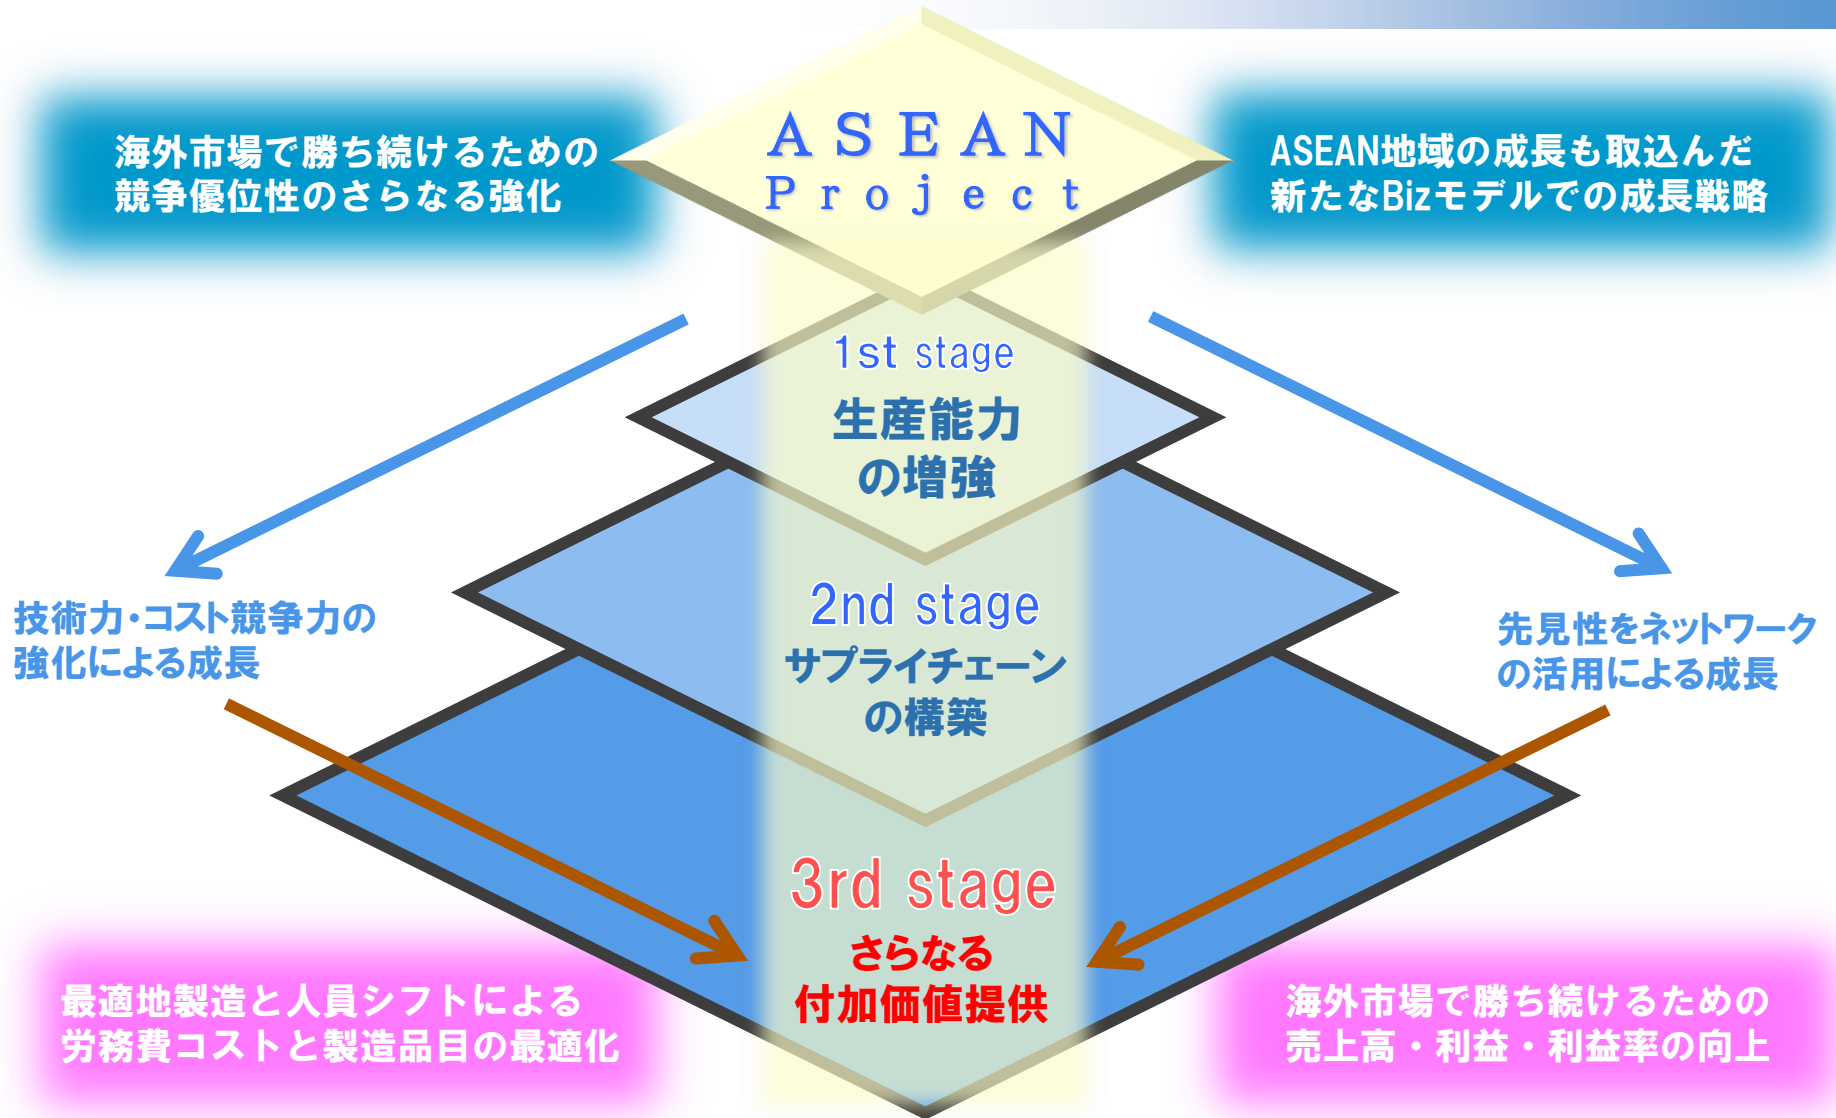 ASEAN
Project
海外市場で勝ち続けるための
競争優位性のさらなる強化
ASEAN地域の成長も取込んだ
新たなBizモデルでの成長戦略
1st stage
生産能力
の増強
2nd stage
サプライチェーン
の構築
技術力・コスト競争力の
強化による成長
先見性をネットワーク
の活用による成長
3rd stage
さらなる
付加価値提供
最適地製造と人員シフトによる
労務費コストと製造品目の最適化
海外市場で勝ち続けるための
売上高・利益・利益率の向上